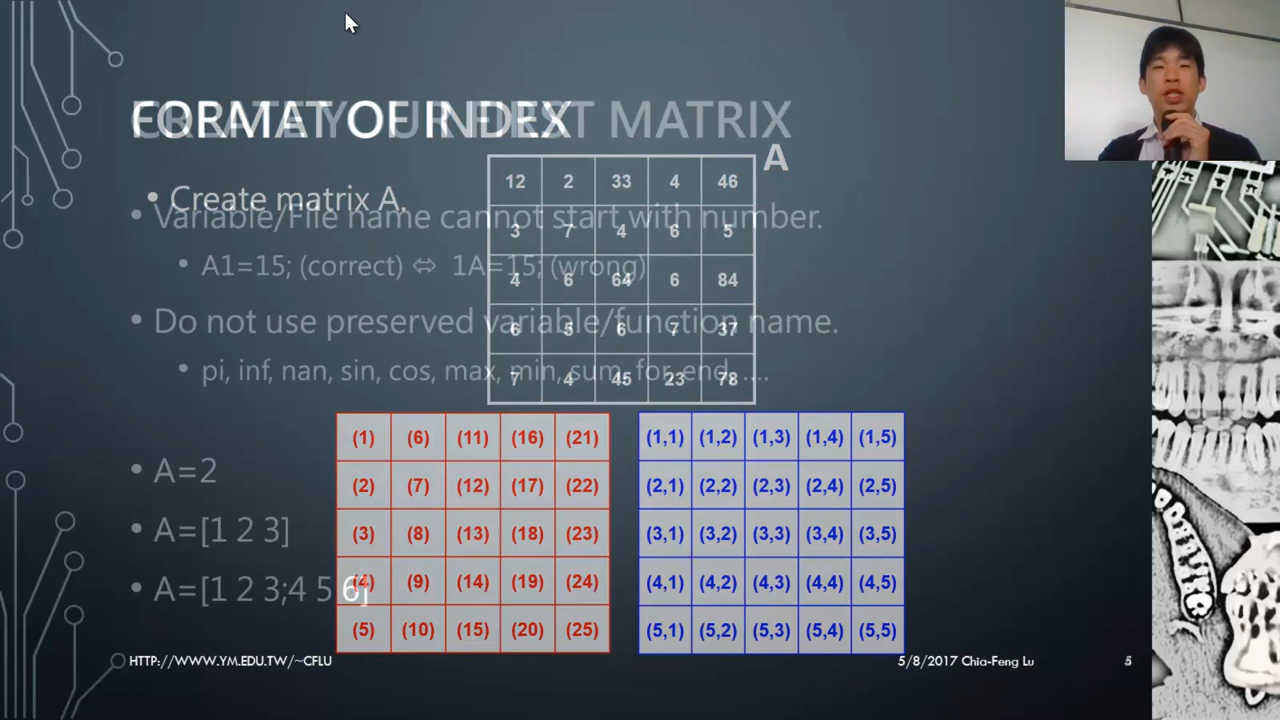 CREATE YOUR FIRST MATRIX
FORMAT OF INDEX
A
• Create matrix A.
• Variable/File name cannot start with number.
• A1=15; (correct) ⇔ 1A=15; (wrong)
• Do not use preserved variable/function name.
• pi, inf, nan, sin, cos, max, min, sum, for, end, ….
12 2 33 4 46
3 7 4 6 5
4 6 64 6 84
6 5 6 7 37
7 4 45 23 78
• A=2
• A=[1 2 3]
• A=[1 2 3;4 5 6]
(1) (6) (11) (16) (21)
(2) (7) (12) (17) (22)
(3) (8) (13) (18) (23)
(4) (9) (14) (19) (24)
(5) (10) (15) (20) (25)
(1,1) (1,2) (1,3) (1,4) (1,5)
(2,1) (2,2) (2,3) (2,4) (2,5)
(3,1) (3,2) (3,3) (3,4) (3,5)
(4,1) (4,2) (4,3) (4,4) (4,5)
(5,1) (5,2) (5,3) (5,4) (5,5)
HTTP://WWW.YM.EDU.TW/~CFLU
5/8/2017 Chia-Feng Lu